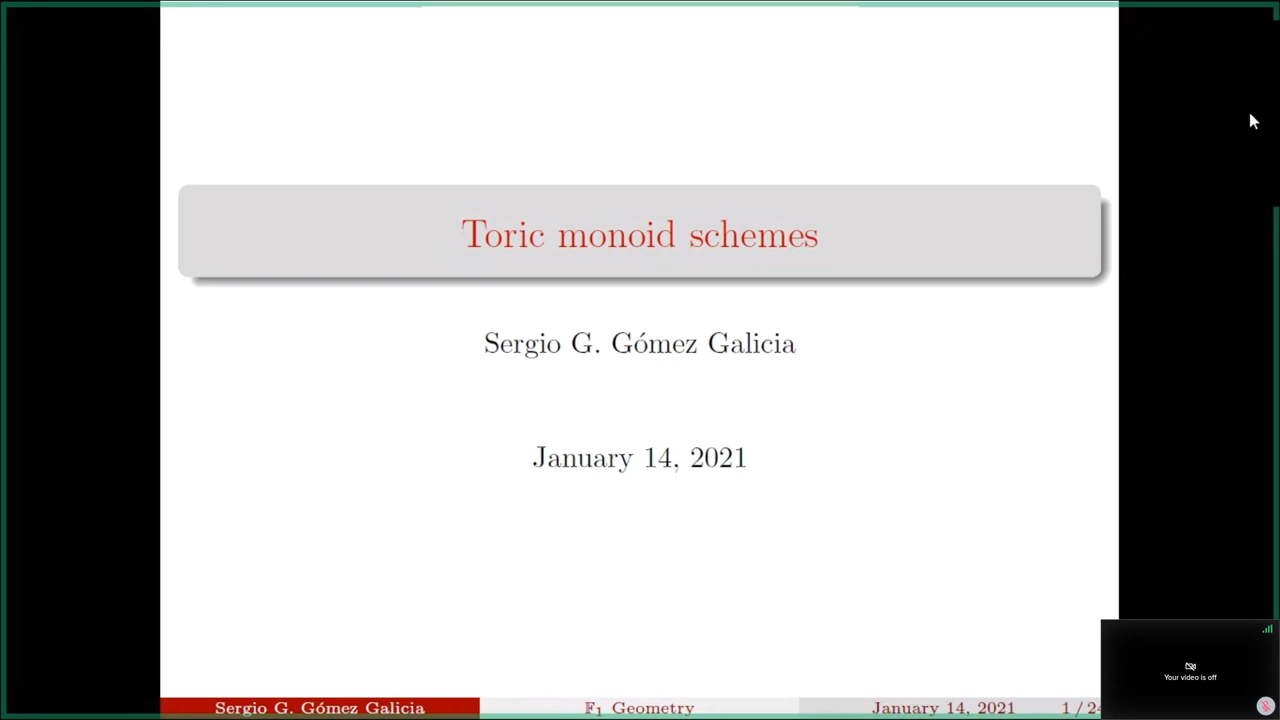 Toric monoid schemes
Sergio G. Gómez Galicia
January 14, 2021
Your video is off
Sergio G. Gómez Galicia 𝔽₁ Geometry January 14, 2021 1 / 24